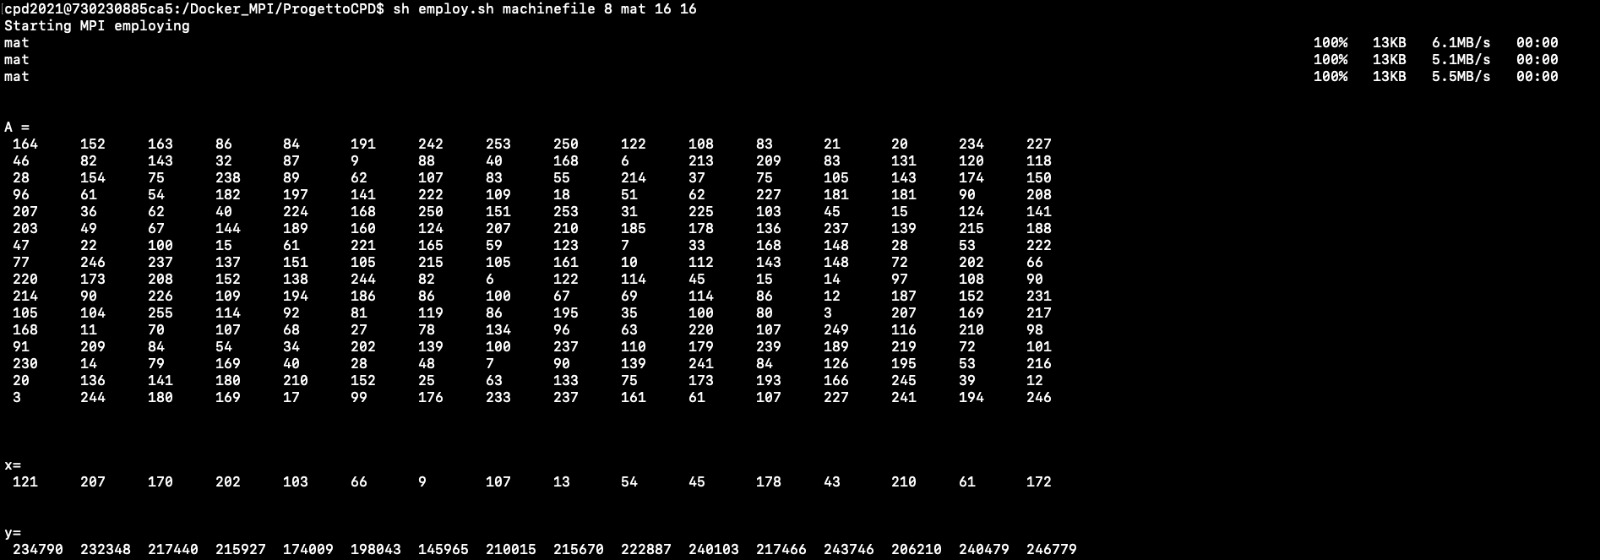 cpd2021@730230885ca5:/Docker_MPI/ProgettoCPD$ sh employ.sh machinefile 8 mat 16 16
Starting MPI employing
mat 100% 13KB 6.1MB/s 00:00
mat 100% 13KB 5.1MB/s 00:00
mat 100% 13KB 5.5MB/s 00:00
A =
164 152 163 86 84 191 242 253 250 122 108 83 21 20 234 227
46 82 143 32 87 9 88 40 168 6 213 209 83 131 120 118
28 154 75 238 89 62 107 83 55 214 37 75 105 143 174 150
96 61 54 182 197 141 222 109 18 51 62 227 181 181 90 208
207 36 62 40 224 168 250 151 253 31 225 103 45 15 124 141
203 49 67 144 189 160 124 207 210 185 178 136 237 139 215 188
47 22 100 15 61 221 165 59 123 7 33 168 148 28 53 222
77 246 237 137 151 105 215 105 161 10 112 143 148 72 202 66
220 173 208 152 138 244 82 6 122 114 45 15 14 97 108 90
214 90 226 109 194 186 86 100 67 69 114 86 12 187 152 231
105 104 255 114 92 81 119 86 195 35 100 80 3 207 169 217
168 11 70 107 68 27 78 134 96 63 220 107 249 116 210 98
91 209 84 54 34 202 139 100 237 110 179 239 189 219 72 101
230 14 79 169 40 28 48 7 90 139 241 84 126 195 53 216
20 136 141 180 210 152 25 63 133 75 173 193 166 245 39 12
3 244 180 169 17 99 176 233 237 161 61 107 227 241 194 246
x=
121 207 170 202 103 66 9 107 13 54 45 178 43 210 61 172
y=
234790 232348 217440 215927 174009 198043 145965 210015 215670 222887 240103 217466 243746 206210 240479 246779